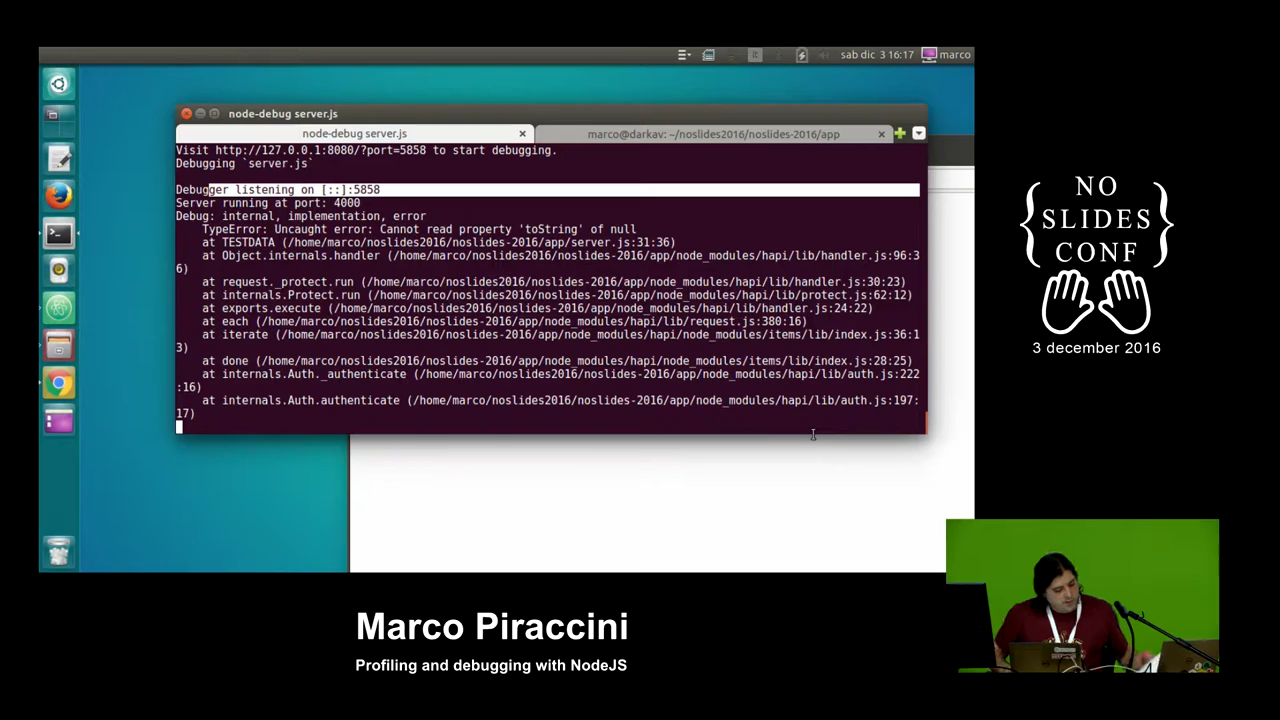 sab dic 3 16:17 marco
node-debug server.js
node-debug server.js
marco@darkav: ~/noslides2016/noslides-2016/app
Visit http://127.0.0.1:8080/?port=5858 to start debugging.
Debugging `server.js`
Debugger listening on [::]:5858
Server running at port: 4000
Debug: internal, implementation, error
TypeError: Uncaught error: Cannot read property 'toString' of null
at TESTDATA (/home/marco/noslides2016/noslides-2016/app/server.js:31:36)
at Object.internals.handler (/home/marco/noslides2016/noslides-2016/app/node_modules/hapi/lib/handler.js:96:3
6)
at request._protect.run (/home/marco/noslides2016/noslides-2016/app/node_modules/hapi/lib/handler.js:30:23)
at internals.Protect.run (/home/marco/noslides2016/noslides-2016/app/node_modules/hapi/lib/protect.js:62:12)
at exports.execute (/home/marco/noslides2016/noslides-2016/app/node_modules/hapi/lib/handler.js:24:22)
at each (/home/marco/noslides2016/noslides-2016/app/node_modules/hapi/lib/request.js:380:16)
at iterate (/home/marco/noslides2016/noslides-2016/app/node_modules/hapi/node_modules/items/lib/index.js:36:1
3)
at done (/home/marco/noslides2016/noslides-2016/app/node_modules/hapi/node_modules/items/lib/index.js:28:25)
at internals.Auth._authenticate (/home/marco/noslides2016/noslides-2016/app/node_modules/hapi/lib/auth.js:222
:16)
at internals.Auth.authenticate (/home/marco/noslides2016/noslides-2016/app/node_modules/hapi/lib/auth.js:197:
17)
NO
SLIDES
CONF
3 december 2016
Marco Piraccini
Profiling and debugging with NodeJS